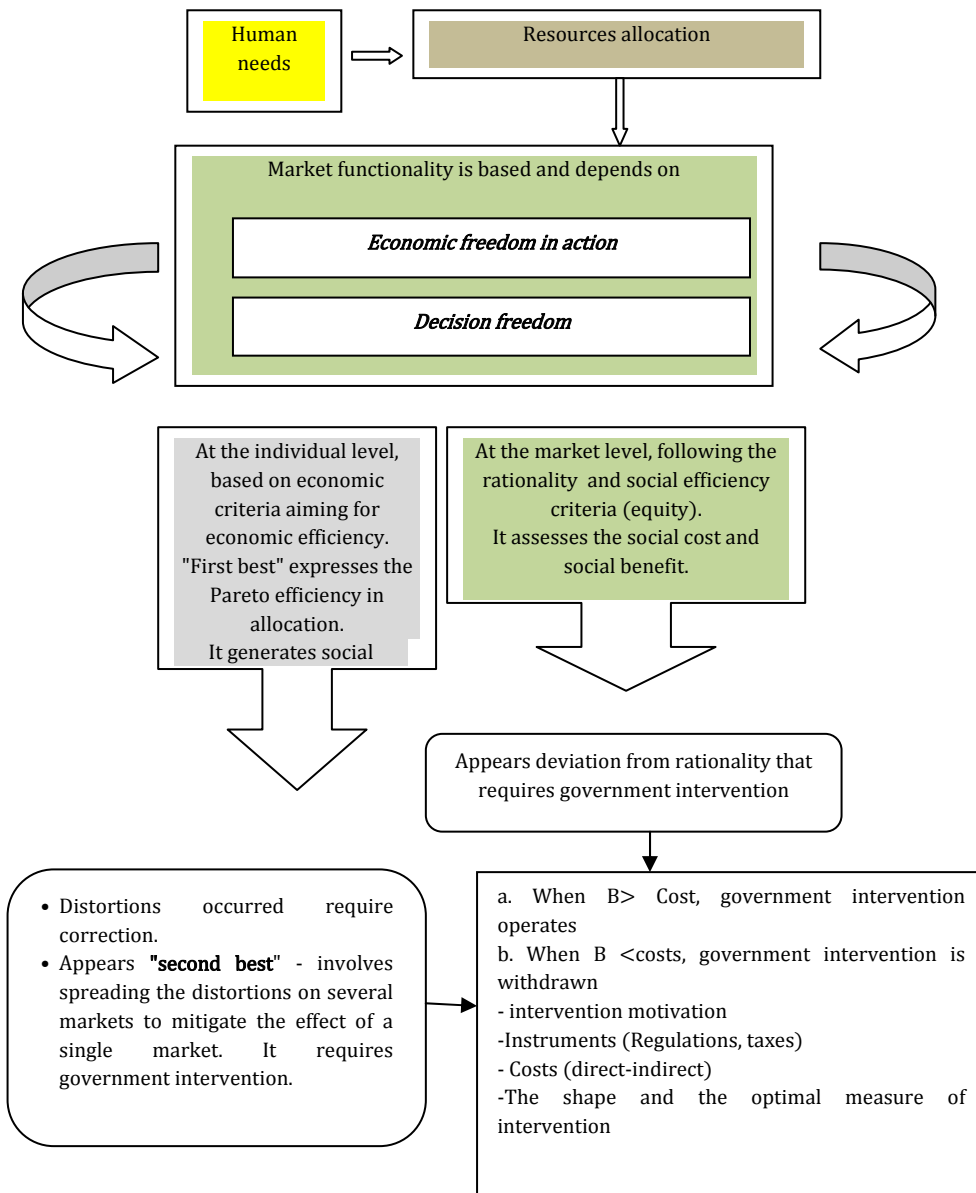 Human
needs
Resources allocation
Market functionality is based and depends on
Economic freedom in action
Decision freedom
At the individual level,
based on economic
criteria aiming for
economic efficiency.
"First best" expresses the
Pareto efficiency in
allocation.
It generates social
At the market level, following the
rationality and social efficiency
criteria (equity).
It assesses the social cost and
social benefit.
Appears deviation from rationality that
requires government intervention
• Distortions occurred require
correction.
• Appears "second best" - involves
spreading the distortions on several
markets to mitigate the effect of a
single market. It requires
government intervention.
a. When B> Cost, government intervention
operates
b. When B <costs, government intervention is
withdrawn
- intervention motivation
-Instruments (Regulations, taxes)
- Costs (direct-indirect)
-The shape and the optimal measure of
intervention